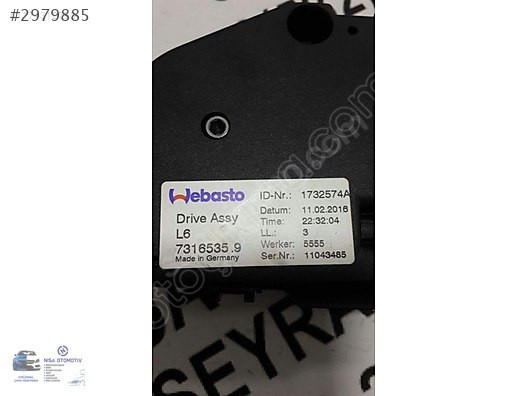 #2979885
Webasto
Drive Assy
L6
7316535.9
Made in Germany
ID-Nr.: 1732574A
Datum: 11.02.2016
Time: 22:32:04
LL.: 3
Werker: 5555
Ser.Nr.: 11043485
SEYRA
NISA OTOMOTİV